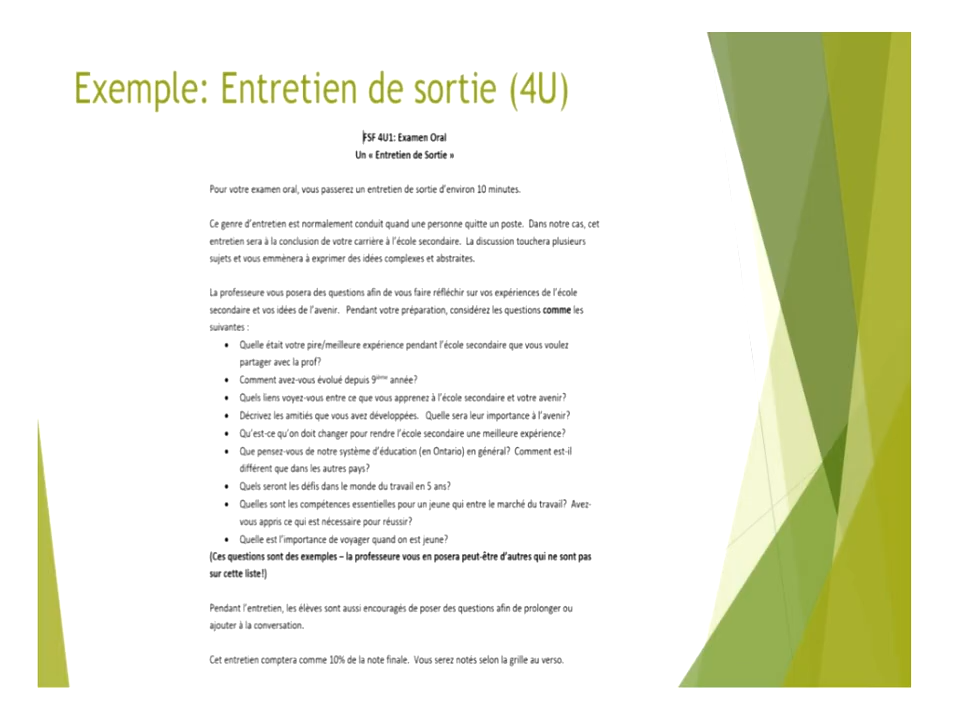 Exemple: Entretien de sortie (4U)
FSF 4U1: Examen Oral
Un « Entretien de Sortie »
Pour votre examen oral, vous passerez un entretien de sortie d'environ 10 minutes.
Ce genre d'entretien est normalement conduit quand une personne quitte un poste. Dans notre cas, cet
entretien sera à la conclusion de votre carrière à l'école secondaire. La discussion touchera plusieurs
sujets et vous emmènera à exprimer des idées complexes et abstraites.
La professeure vous posera des questions afin de vous faire réfléchir sur vos expériences de l'école
secondaire et vos idées de l'avenir. Pendant votre préparation, considérez les questions comme les
suivantes :
• Quelle était votre pire/meilleure expérience pendant l'école secondaire que vous voulez
partager avec la prof?
• Comment avez-vous évolué depuis 9ième année?
• Quels liens voyez-vous entre ce que vous apprenez à l'école secondaire et votre avenir?
• Décrivez les amitiés que vous avez développées. Quelle sera leur importance à l'avenir?
• Qu'est-ce qu'on doit changer pour rendre l'école secondaire une meilleure expérience?
• Que pensez-vous de notre système d'éducation (en Ontario) en général? Comment est-il
différent que dans les autres pays?
• Quels seront les défis dans le monde du travail en 5 ans?
• Quelles sont les compétences essentielles pour un jeune qui entre le marché du travail? Avez-
vous appris ce qui est nécessaire pour réussir?
• Quelle est l'importance de voyager quand on est jeune?
(Ces questions sont des exemples – la professeure vous en posera peut-être d'autres qui ne sont pas
sur cette liste!)
Pendant l'entretien, les élèves sont aussi encouragés de poser des questions afin de prolonger ou
ajouter à la conversation.
Cet entretien comptera comme 10% de la note finale. Vous serez notés selon la grille au verso.